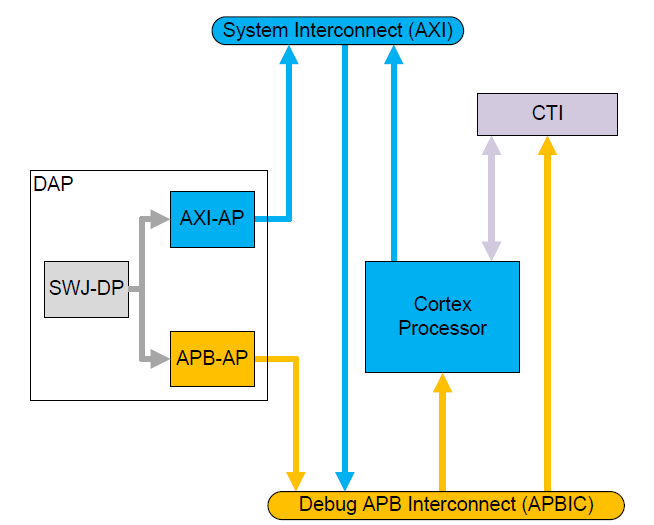 System Interconnect (AXI)
CTI
DAP
AXI-AP
SWJ-DP
Cortex
Processor
APB-AP
Debug APB Interconnect (APBIC)